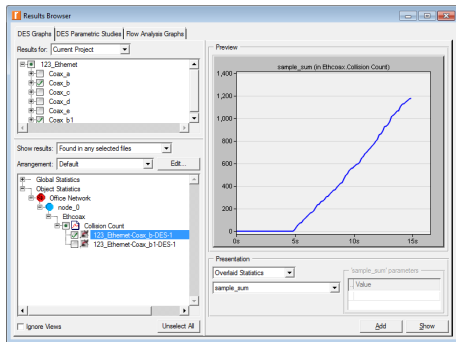 Results Browser
DES Graphs DES Parametric Studies Flow Analysis Graphs
Results for: Current Project
123_Ethernet
Coax_a
Coax_b
Coax_c
Coax_d
Coax_e
Coax_b1
Show results: Found in any selected files
Arrangement: Default Edit...
Global Statistics
Object Statistics
Office Network
node_0
Ethcoax
Collision Count
123_Ethernet-Coax_b-DES-1
123_Ethernet-Coax_b1-DES-1
Ignore Views Unselect All
Preview
sample_sum (in Ethcoax.Collision Count)
1,400
1,200
1,000
800
600
400
200
0
0s 5s 10s 15s
Presentation
Overlaid Statistics
sample_sum
'sample_sum' parameters
Value
Add Show